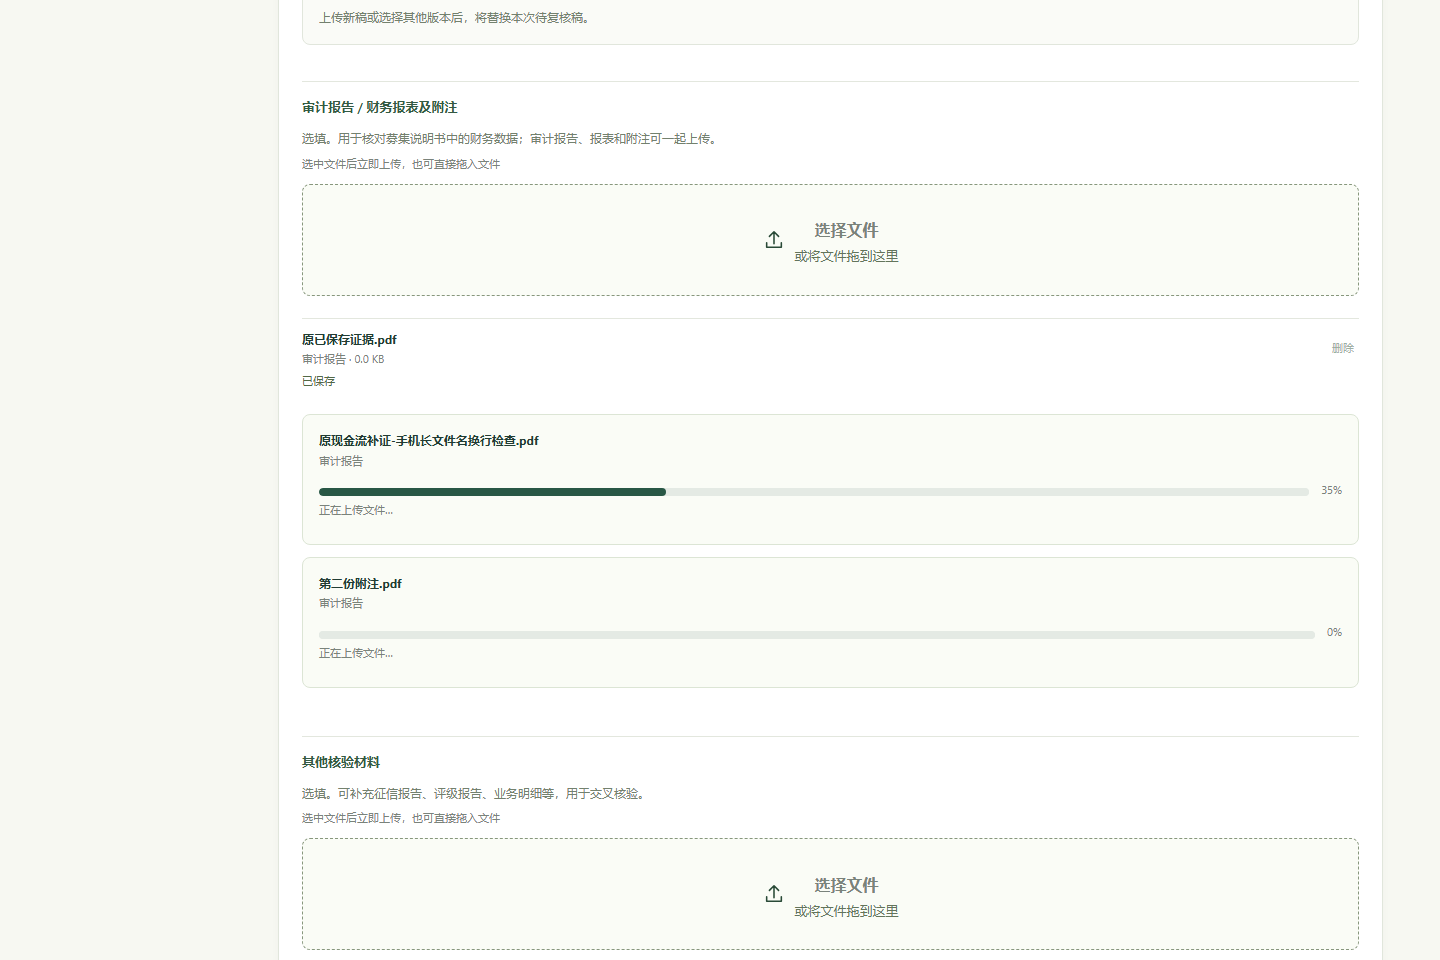 上传新稿或选择其他版本后，将替换本次待复核稿。
审计报告 / 财务报表及附注
选填。用于核对募集说明书中的财务数据；审计报告、报表和附注可一起上传。
选中文件后立即上传，也可直接拖入文件
选择文件
或将文件拖到这里
原已保存证据.pdf
审计报告 · 0.0 KB
删除
已保存
原现金流补证-手机长文件名换行检查.pdf
审计报告
35%
正在上传文件...
第二份附注.pdf
审计报告
0%
正在上传文件...
其他核验材料
选填。可补充征信报告、评级报告、业务明细等，用于交叉核验。
选中文件后立即上传，也可直接拖入文件
选择文件
或将文件拖到这里